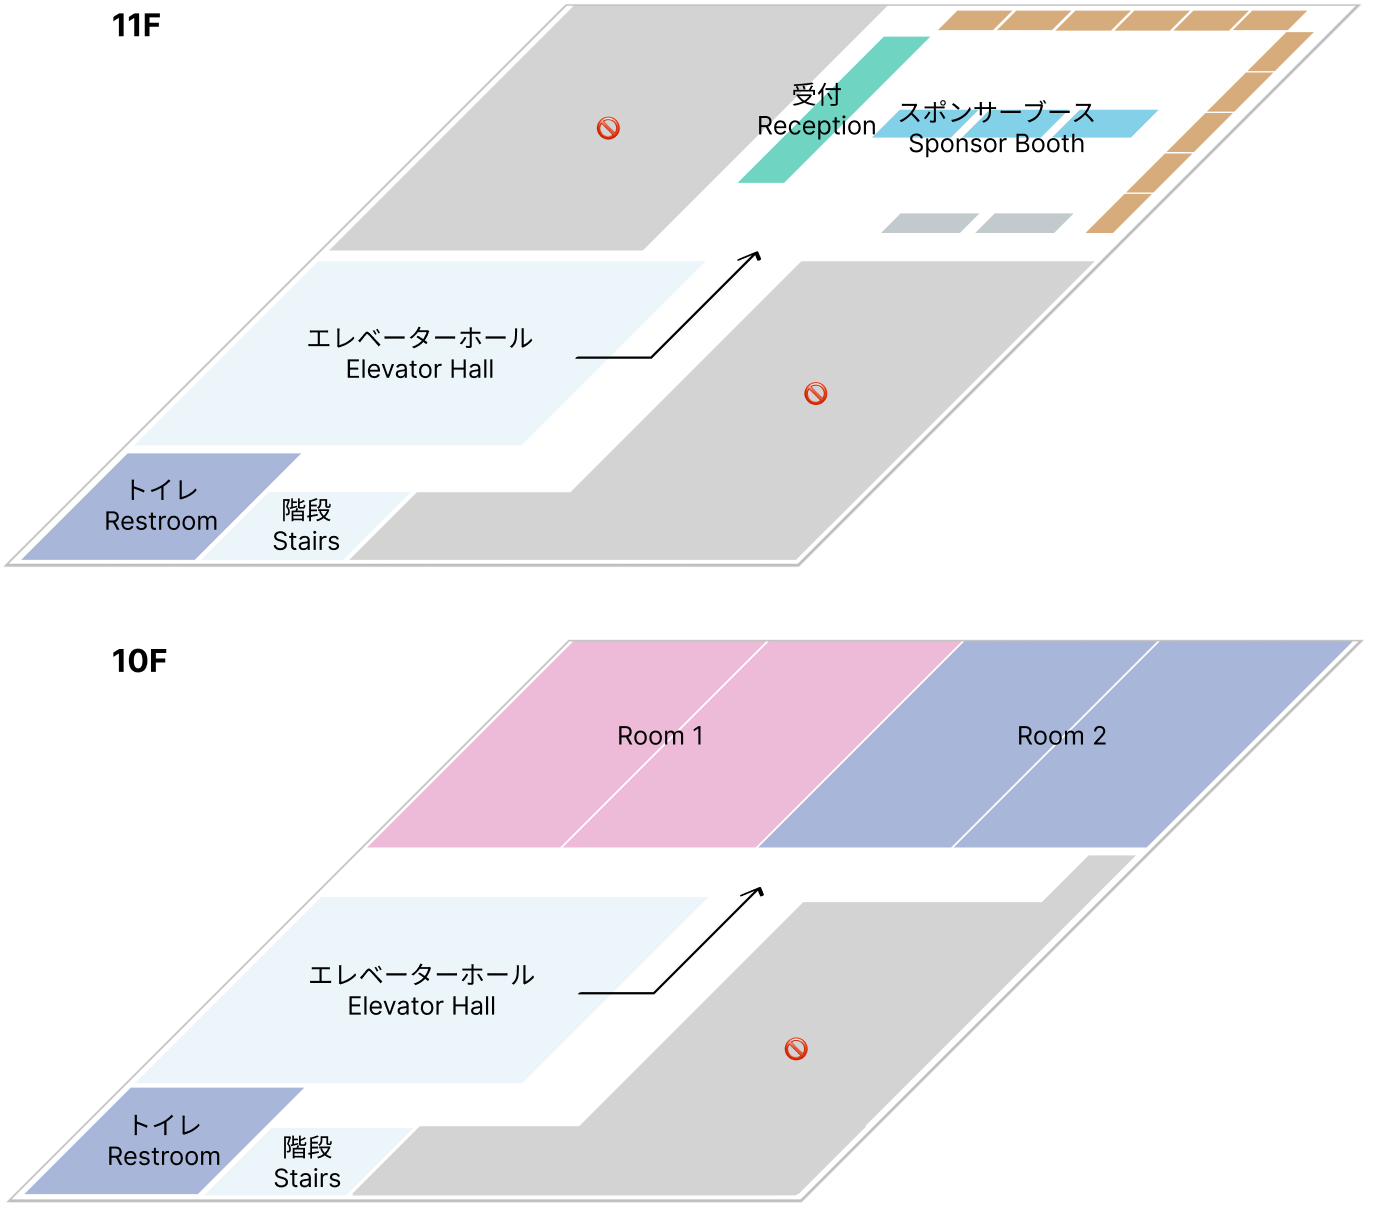 11F
受付
Reception
スポンサーブース
Sponsor Booth
エレベーターホール
Elevator Hall
トイレ
Restroom
階段
Stairs
10F
Room 1
Room 2
エレベーターホール
Elevator Hall
トイレ
Restroom
階段
Stairs